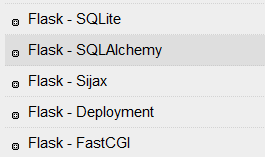 Flask - SQLite
Flask - SQLAlchemy
Flask - Sijax
Flask - Deployment
Flask - FastCGI